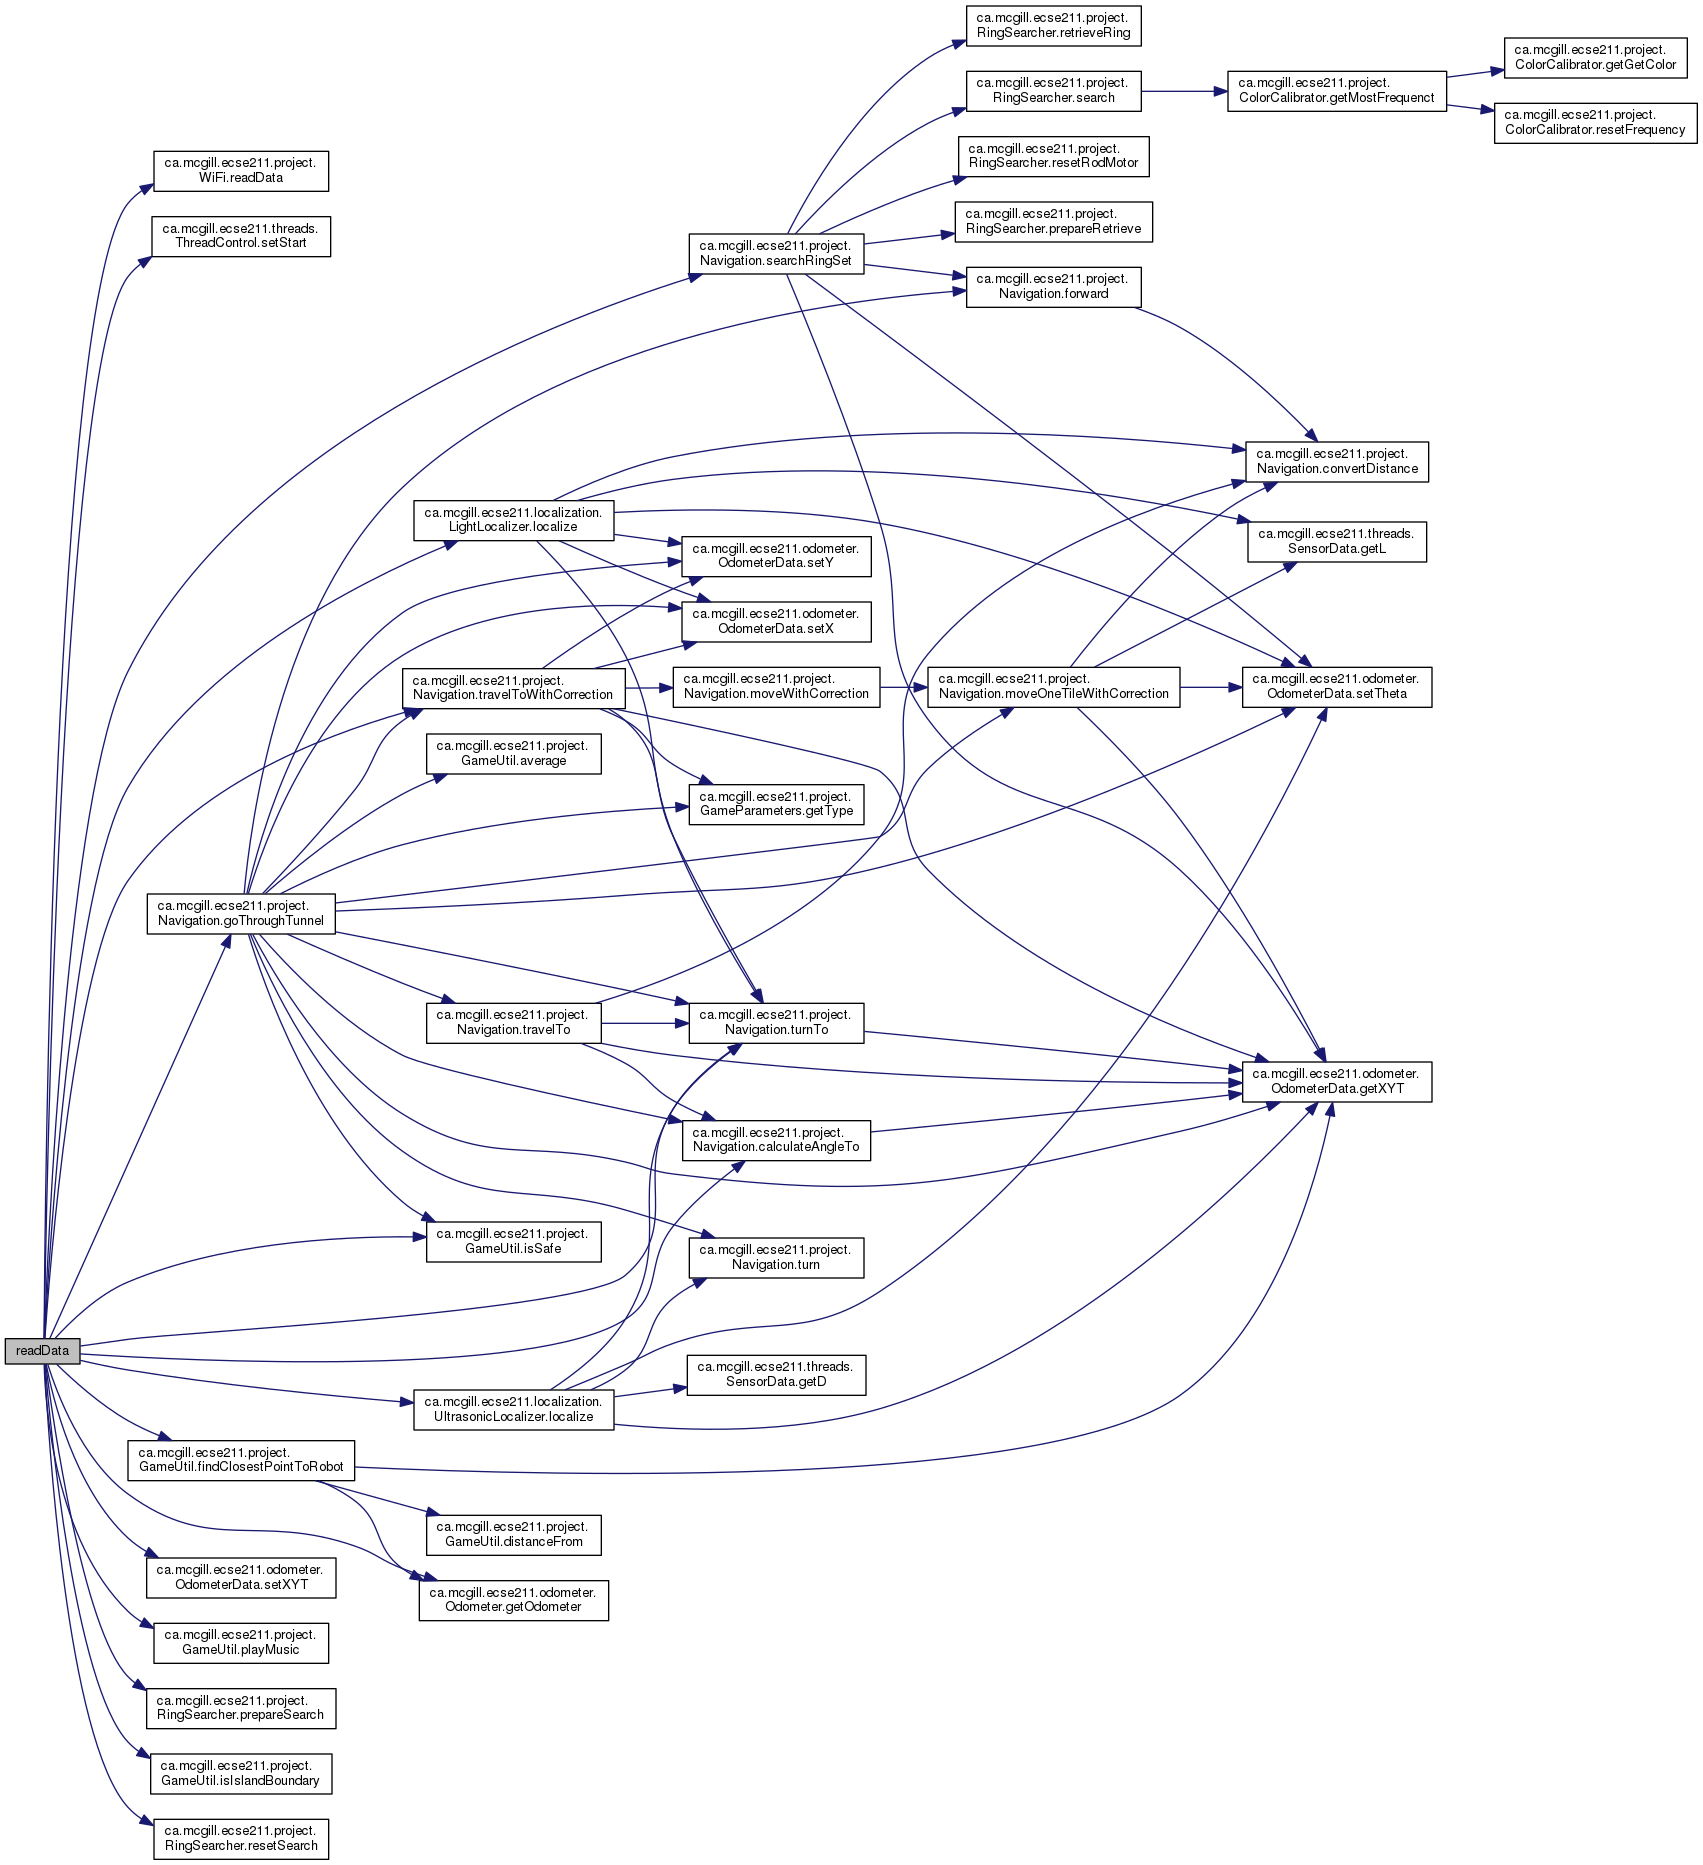 ca.mcgill.ecse211.project.
RingSearcher.retrieveRing
ca.mcgill.ecse211.project.
ColorCalibrator.getGetColor
ca.mcgill.ecse211.project.
RingSearcher.search
ca.mcgill.ecse211.project.
ColorCalibrator.getMostFrequenct
ca.mcgill.ecse211.project.
ColorCalibrator.resetFrequency
ca.mcgill.ecse211.project.
RingSearcher.resetRodMotor
ca.mcgill.ecse211.project.
WiFi.readData
ca.mcgill.ecse211.project.
RingSearcher.prepareRetrieve
ca.mcgill.ecse211.threads.
ThreadControl.setStart
ca.mcgill.ecse211.project.
Navigation.searchRingSet
ca.mcgill.ecse211.project.
Navigation.forward
ca.mcgill.ecse211.project.
Navigation.convertDistance
ca.mcgill.ecse211.localization.
LightLocalizer.localize
ca.mcgill.ecse211.threads.
SensorData.getL
ca.mcgill.ecse211.odometer.
OdometerData.setY
ca.mcgill.ecse211.odometer.
OdometerData.setX
ca.mcgill.ecse211.project.
Navigation.travelToWithCorrection
ca.mcgill.ecse211.project.
Navigation.moveWithCorrection
ca.mcgill.ecse211.project.
Navigation.moveOneTileWithCorrection
ca.mcgill.ecse211.odometer.
OdometerData.setTheta
ca.mcgill.ecse211.project.
GameUtil.average
ca.mcgill.ecse211.project.
GameParameters.getType
ca.mcgill.ecse211.project.
Navigation.goThroughTunnel
ca.mcgill.ecse211.project.
Navigation.travelTo
ca.mcgill.ecse211.project.
Navigation.turnTo
ca.mcgill.ecse211.odometer.
OdometerData.getXYT
ca.mcgill.ecse211.project.
Navigation.calculateAngleTo
ca.mcgill.ecse211.project.
GameUtil.isSafe
ca.mcgill.ecse211.project.
Navigation.turn
readData
ca.mcgill.ecse211.threads.
SensorData.getD
ca.mcgill.ecse211.localization.
UltrasonicLocalizer.localize
ca.mcgill.ecse211.project.
GameUtil.findClosestPointToRobot
ca.mcgill.ecse211.project.
GameUtil.distanceFrom
ca.mcgill.ecse211.odometer.
OdometerData.setXYT
ca.mcgill.ecse211.odometer.
Odometer.getOdometer
ca.mcgill.ecse211.project.
GameUtil.playMusic
ca.mcgill.ecse211.project.
RingSearcher.prepareSearch
ca.mcgill.ecse211.project.
GameUtil.isIslandBoundary
ca.mcgill.ecse211.project.
RingSearcher.resetSearch